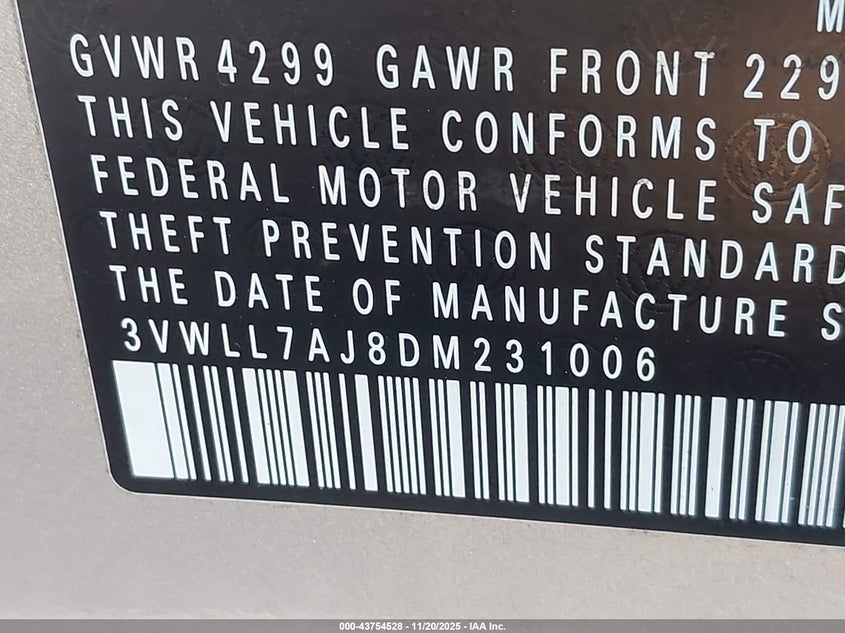 M
GVWR 4299 GAWR FRONT 229
THIS VEHICLE CONFORMS TO
FEDERAL MOTOR VEHICLE SAF
THEFT PREVENTION STANDARD
THE DATE OF MANUFACTURE S
3VWLL7AJ8DM231006
000-43754528 - 11/20/2025 - IAA Inc.